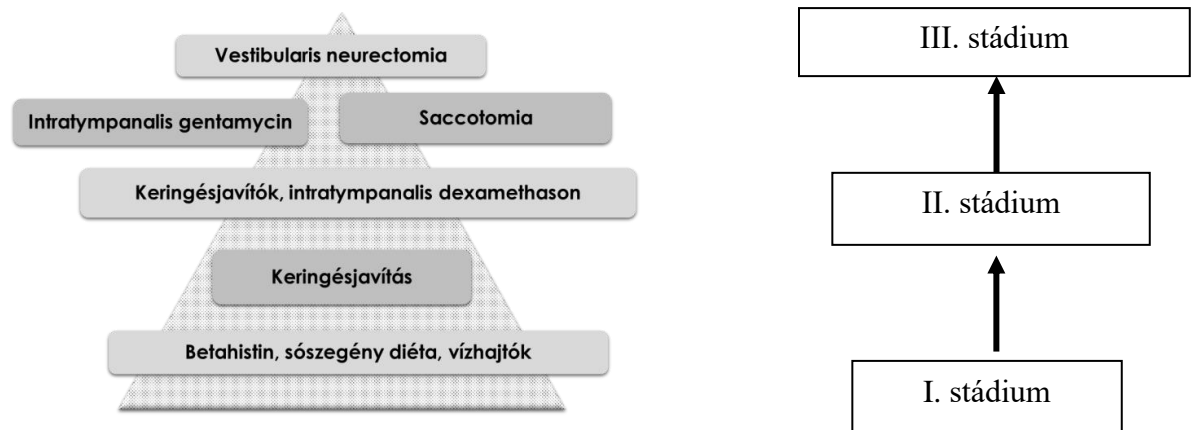 Vestibularis neurectomia
Intratympanalis gentamycin
Saccotomia
Keringésjavítók, intratympanalis dexamethason
Keringésjavítás
Betahistin, sószegény diéta, vízhajtók
III. stádium
II. stádium
I. stádium